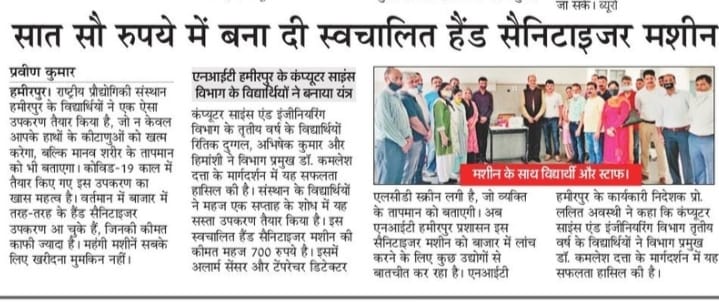 जा सके। ब्यूरो
सात सौ रुपये में बना दी स्वचालित हैंड सैनिटाइजर मशीन
प्रवीण कुमार
हमीरपुर। राष्ट्रीय प्रौद्योगिकी संस्थान
हमीरपुर के विद्यार्थियों ने एक ऐसा
उपकरण तैयार किया है, जो न केवल
आपके हाथों के कीटाणुओं को खत्म
करेगा, बल्कि मानव शरीर के तापमान
को भी बताएगा। कोविड-19 काल में
तैयार किए गए इस उपकरण का
खास महत्व है। वर्तमान में बाजार में
तरह-तरह के हैंड सैनिटाइजर
उपकरण आ चुके हैं, जिनकी कीमत
काफी ज्यादा है। महंगी मशीनें सबके
लिए खरीदना मुमकिन नहीं।
एनआईटी हमीरपुर के कंप्यूटर साइंस
विभाग के विद्यार्थियों ने बनाया यंत्र
कंप्यूटर साइंस एंड इंजीनियरिंग
विभाग के तृतीय वर्ष के विद्यार्थियों
रितिक दुग्गल, अभिषेक कुमार और
हिमांशी ने विभाग प्रमुख डॉ. कमलेश
दत्ता के मार्गदर्शन में यह सफलता
हासिल की है। संस्थान के विद्यार्थियों
ने महज एक सप्ताह के शोध में यह
सस्ता उपकरण तैयार किया है। इस
स्वचालित हैंड सैनिटाइजर मशीन की
कीमत महज 700 रुपये है। इसमें
अलार्म सेंसर और टेंपरेचर डिटेक्टर
मशीन के साथ विद्यार्थी और स्टाफ।
एलसीडी स्क्रीन लगी है, जो व्यक्ति
के तापमान को बताएगी। अब
एनआईटी हमीरपुर प्रशासन इस
सैनिटाइजर मशीन को बाजार में लांच
करने के लिए कुछ उद्योगों से
बातचीत कर रहा है। एनआईटी
हमीरपुर के कार्यकारी निदेशक प्रो.
ललित अवस्थी ने कहा कि कंप्यूटर
साइंस एंड इंजीनियरिंग विभाग तृतीय
वर्ष के विद्यार्थियों ने विभाग प्रमुख
डॉ. कमलेश दत्ता के मार्गदर्शन में यह
सफलता हासिल की है।